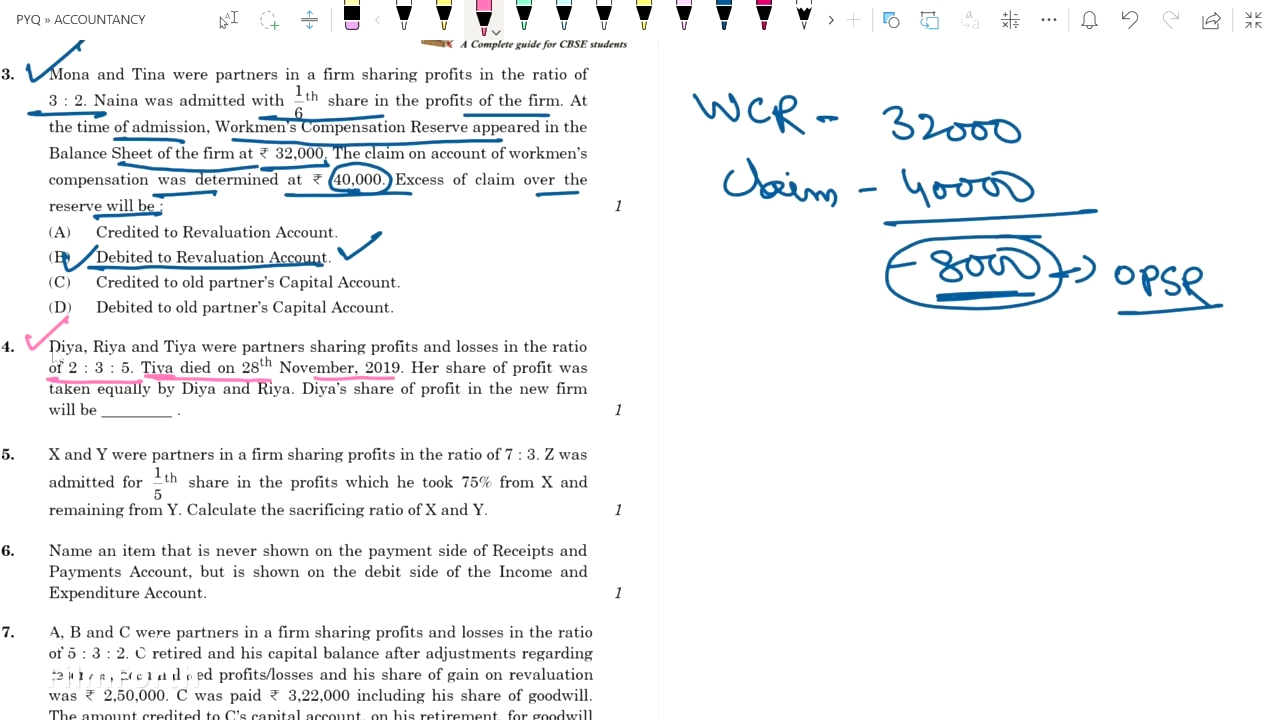 PYQ » ACCOUNTANCY
A Complete guide for CBSE students
3. Mona and Tina were partners in a firm sharing profits in the ratio of
3 : 2. Naina was admitted with 1/6 th share in the profits of the firm. At
the time of admission, Workmen's Compensation Reserve appeared in the
Balance Sheet of the firm at ₹ 32,000. The claim on account of workmen's
compensation was determined at ₹ 40,000. Excess of claim over the
reserve will be : 1
(A) Credited to Revaluation Account.
(B) Debited to Revaluation Account.
(C) Credited to old partner's Capital Account.
(D) Debited to old partner's Capital Account.
4. Diya, Riya and Tiya were partners sharing profits and losses in the ratio
of 2 : 3 : 5. Tiya died on 28th November, 2019. Her share of profit was
taken equally by Diya and Riya. Diya's share of profit in the new firm
will be ________ . 1
5. X and Y were partners in a firm sharing profits in the ratio of 7 : 3. Z was
admitted for 1/5 th share in the profits which he took 75% from X and
remaining from Y. Calculate the sacrificing ratio of X and Y. 1
6. Name an item that is never shown on the payment side of Receipts and
Payments Account, but is shown on the debit side of the Income and
Expenditure Account. 1
7. A, B and C were partners in a firm sharing profits and losses in the ratio
of 5 : 3 : 2. C retired and his capital balance after adjustments regarding
profits/losses and his share of gain on revaluation
was ₹ 2,50,000. C was paid ₹ 3,22,000 including his share of goodwill.
The amount credited to C's capital account, on his retirement, for goodwill
WCR - 32000
Claim - 40000
- 8000 → OPSR